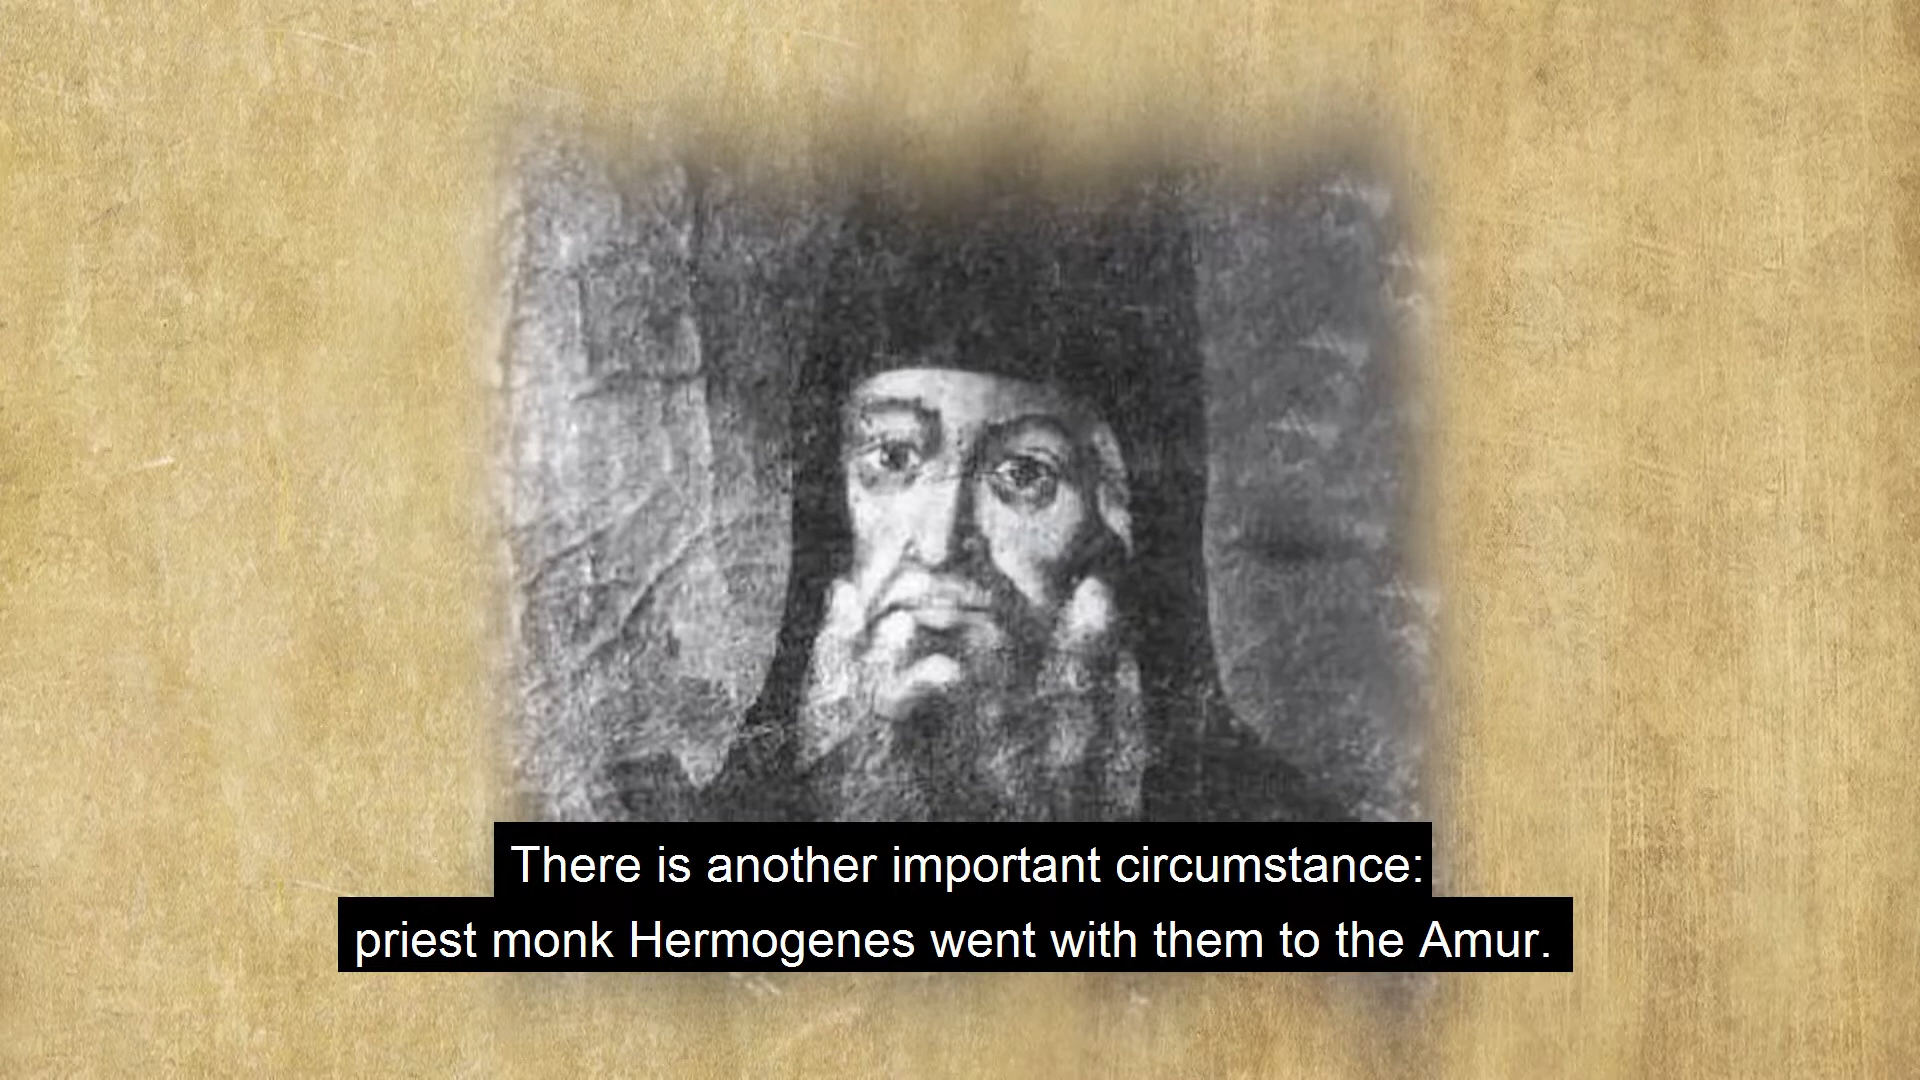 There is another important circumstance:
priest monk Hermogenes went with them to the Amur.